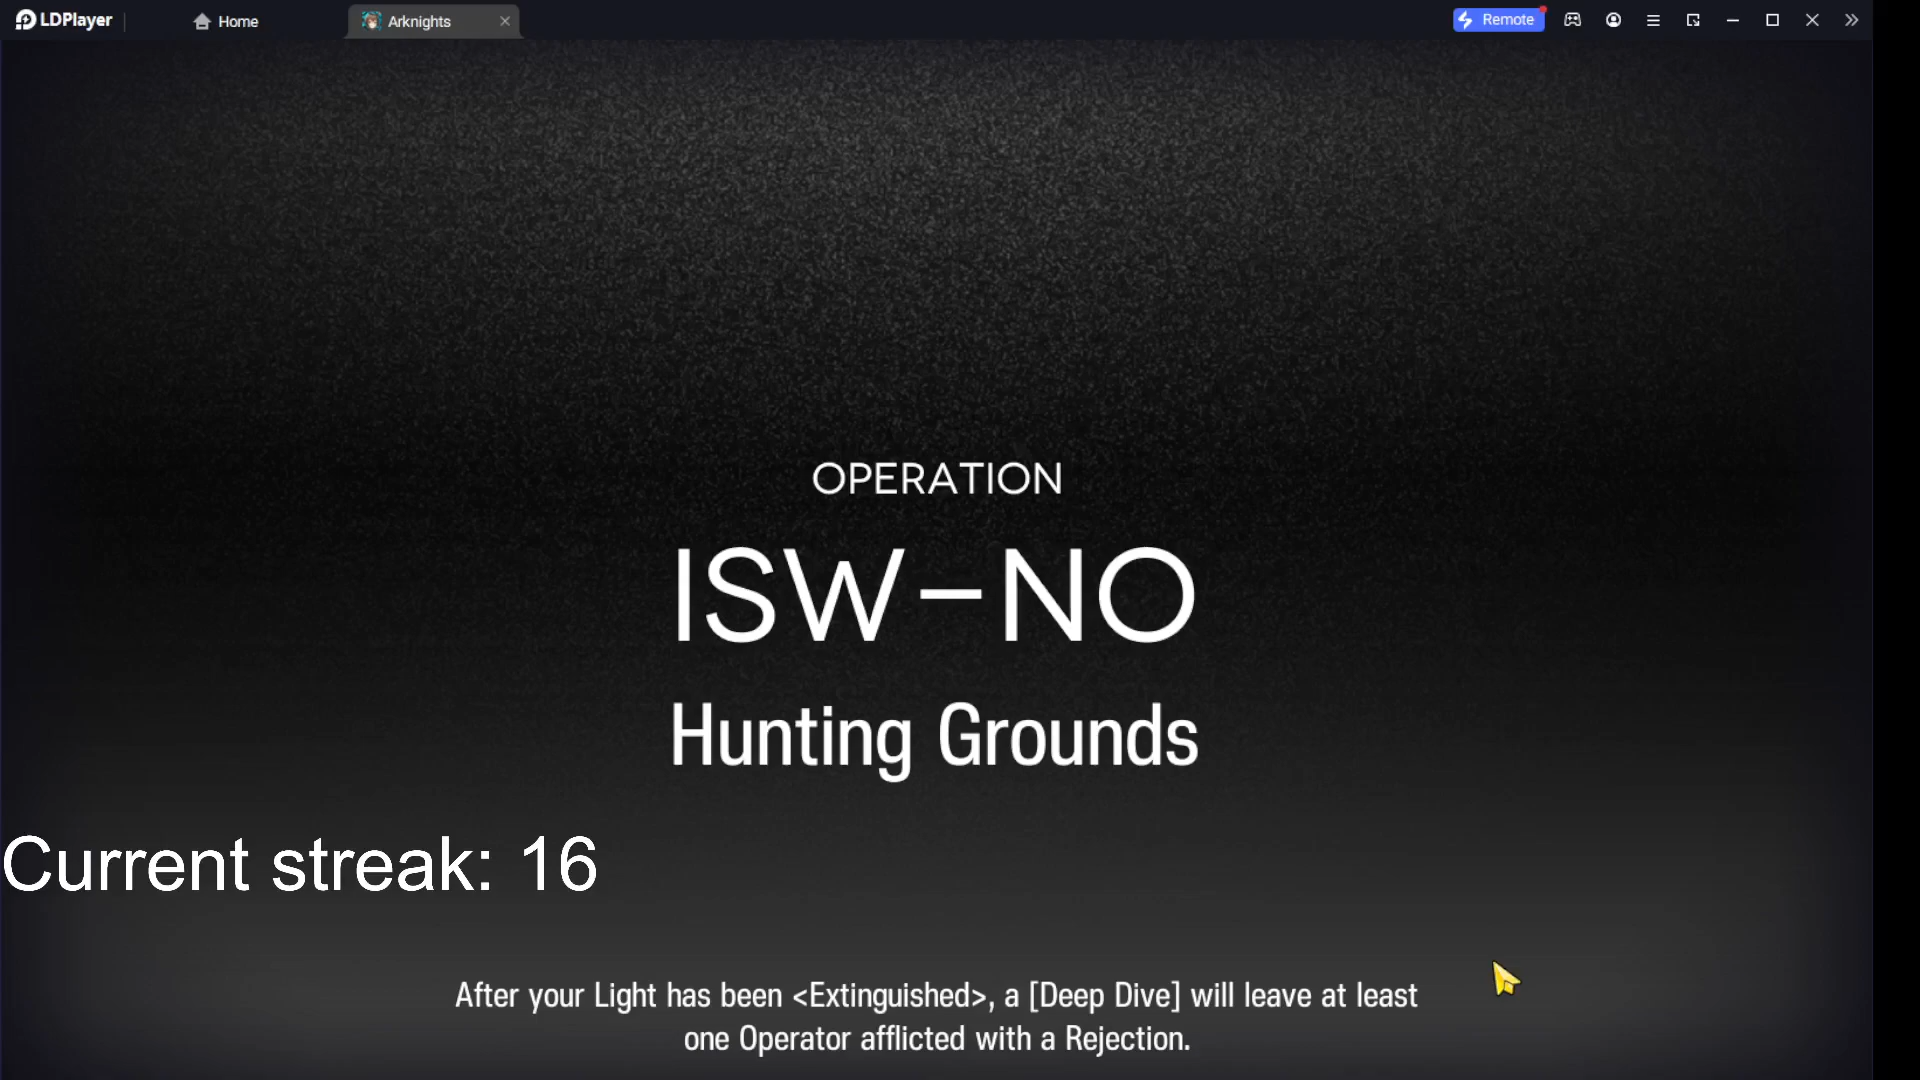 LDPlayer
Home
Arknights
Remote
OPERATION
ISW-NO
Hunting Grounds
Current streak: 16
After your Light has been <Extinguished>, a [Deep Dive] will leave at least
one Operator afflicted with a Rejection.